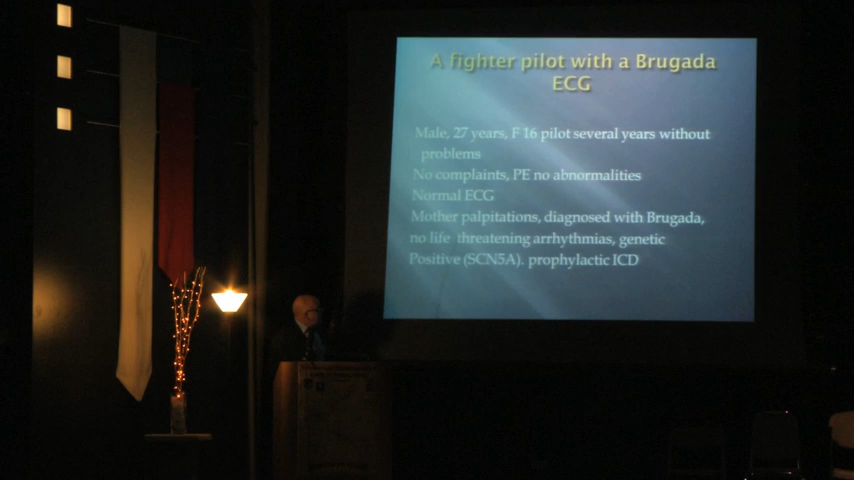 A fighter pilot with a Brugada
ECG
Male, 27 years, F 16 pilot several years without
problems
No complaints, PE no abnormalities
Normal ECG
Mother palpitations, diagnosed with Brugada,
no life threatening arrhythmias, genetic
Positive (SCN5A). prophylactic ICD